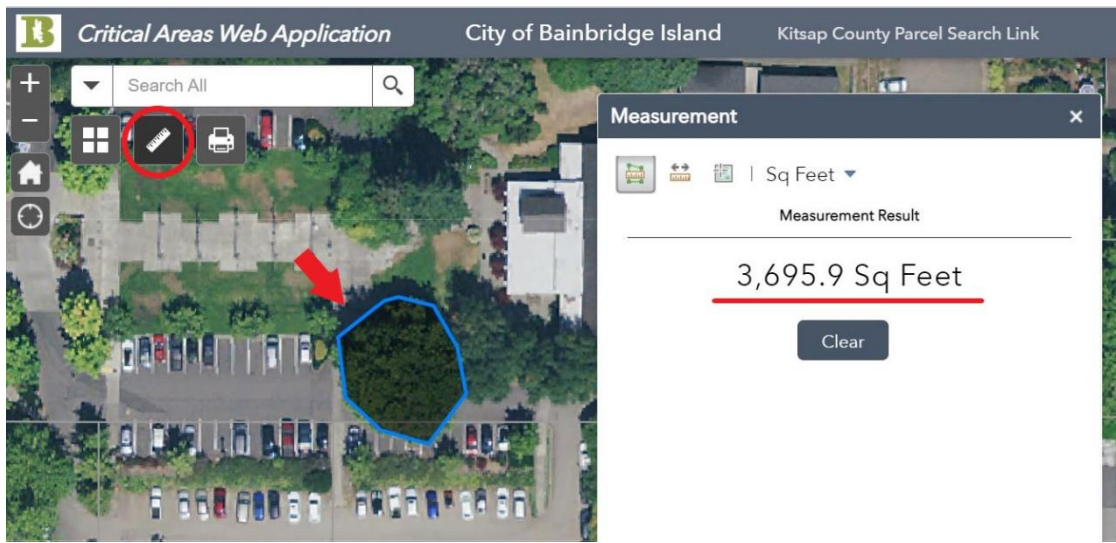 B Critical Areas Web Application City of Bainbridge Island Kitsap County Parcel Search Link
+ Search All
−
Measurement ×
| Sq Feet
Measurement Result
3,695.9 Sq Feet
Clear